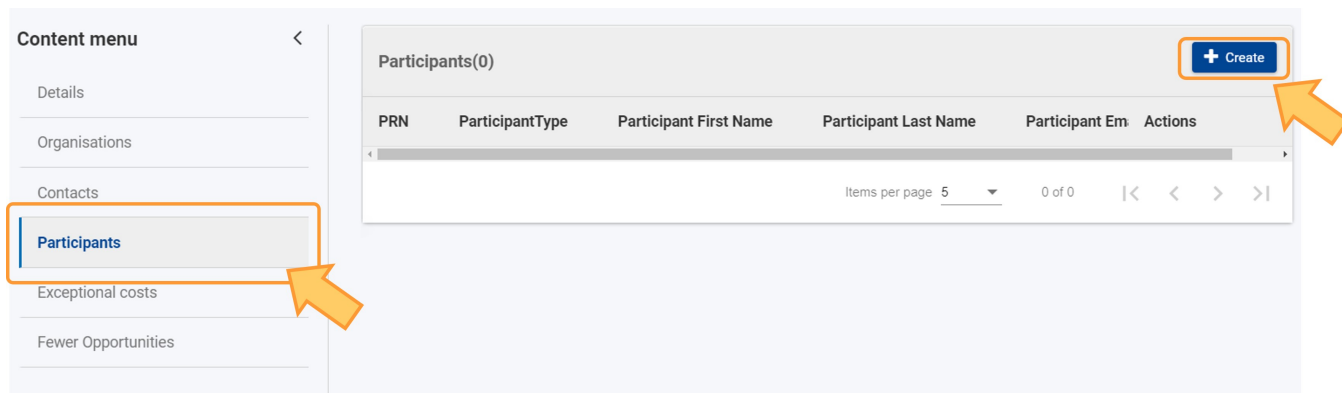 Content menu
Details
Organisations
Contacts
Participants
Exceptional costs
Fewer Opportunities
Participants(0)
Create
PRN ParticipantType Participant First Name Participant Last Name Participant Em Actions
Items per page 5 0 of 0